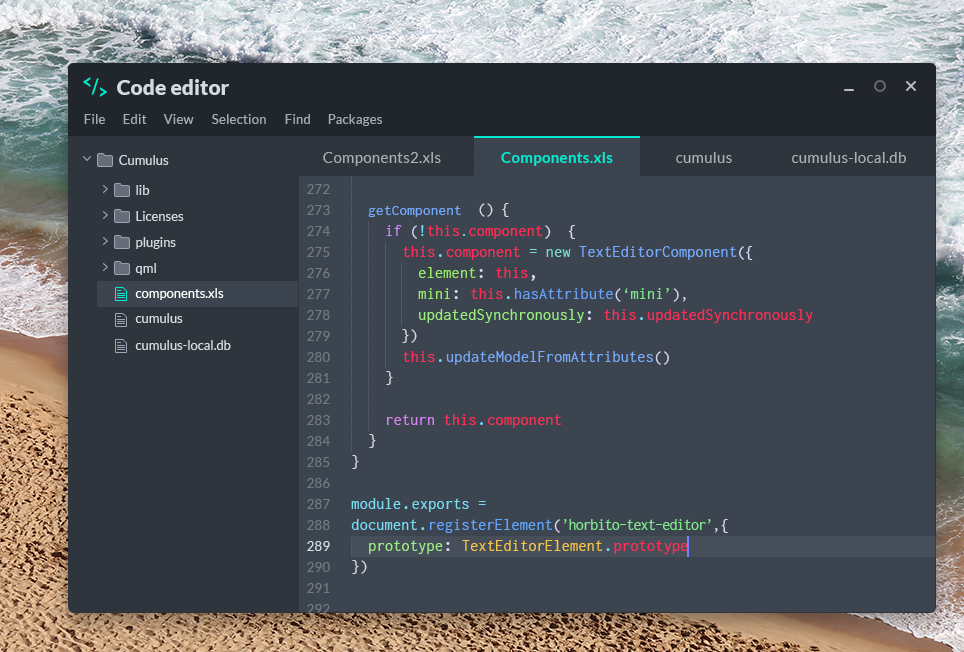 </> Code editor
File Edit View Selection Find Packages
Cumulus
lib
Licenses
plugins
qml
components.xls
cumulus
cumulus-local.db
Components2.xls Components.xls cumulus cumulus-local.db
272
273 getComponent () {
274 if (!this.component) {
275 this.component = new TextEditorComponent({
276 element: this,
277 mini: this.hasAttribute(‘mini’),
278 updatedSynchronously: this.updatedSynchronously
279 })
280 this.updateModelFromAttributes()
281 }
282
283 return this.component
284 }
285 }
286
287 module.exports =
288 document.registerElement(’horbito-text-editor’,{
289 prototype: TextEditorElement.prototype
290 })
291
292